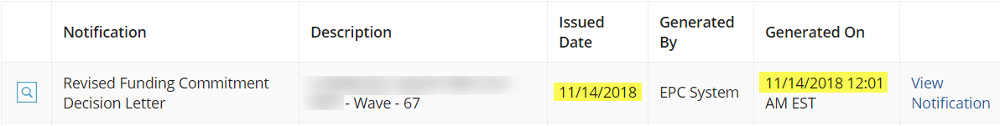 Notification
Description
Issued
Date
Generated
By
Generated On
Revised Funding Commitment
Decision Letter
- Wave - 67
11/14/2018
EPC System
11/14/2018 12:01
AM EST
View
Notification